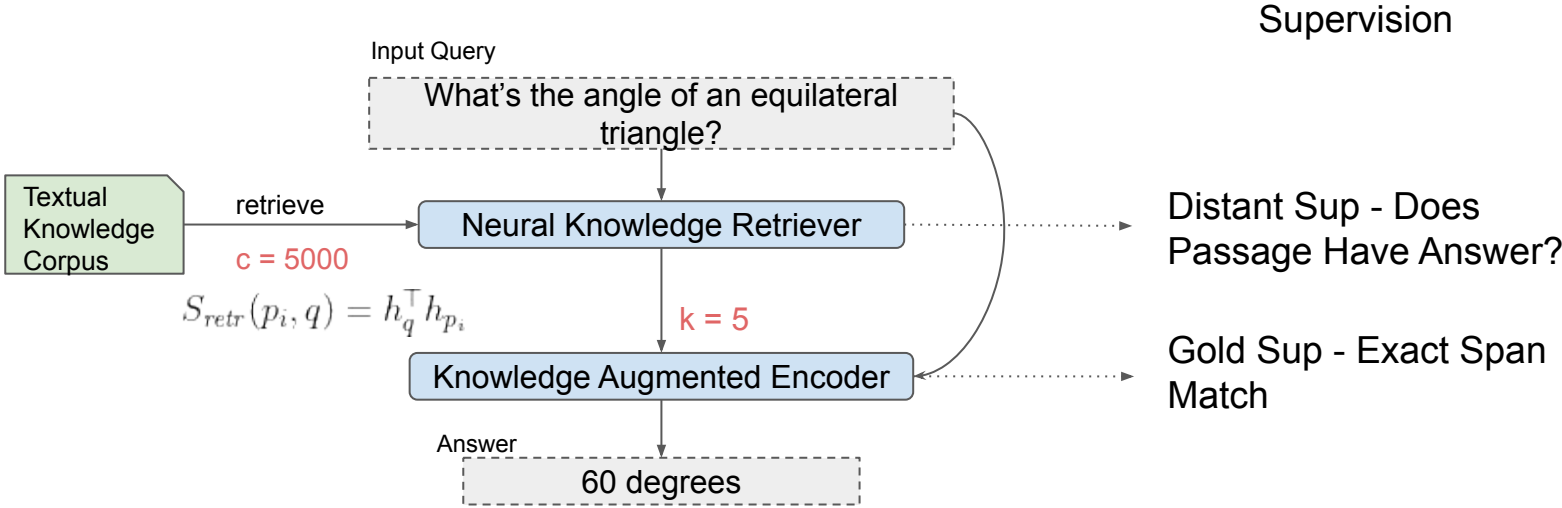 Supervision
Input Query
What's the angle of an equilateral
triangle?
Textual
Knowledge
Corpus
retrieve
c = 5000
Neural Knowledge Retriever
Distant Sup - Does
Passage Have Answer?
S_{retr}(p_i, q) = h_q^⊤ h_{p_i}
k = 5
Knowledge Augmented Encoder
Gold Sup - Exact Span
Match
Answer
60 degrees